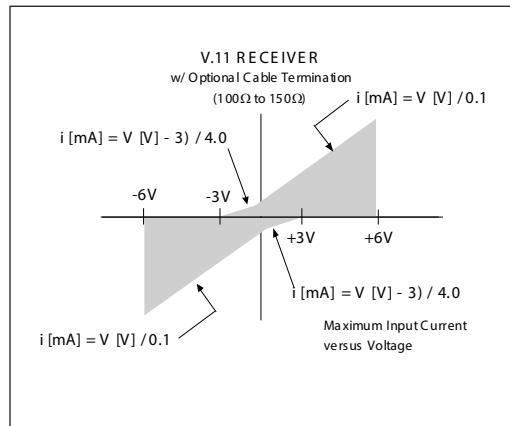 V.11 RECEIVER
w/ Optional Cable Termination
(100Ω to 150Ω)
i [mA] = V [V] / 0.1
i [mA] = V [V] - 3) / 4.0
-6V
-3V
+3V
+6V
i [mA] = V [V] - 3) / 4.0
i [mA] = V [V] / 0.1
Maximum Input Current
versus Voltage